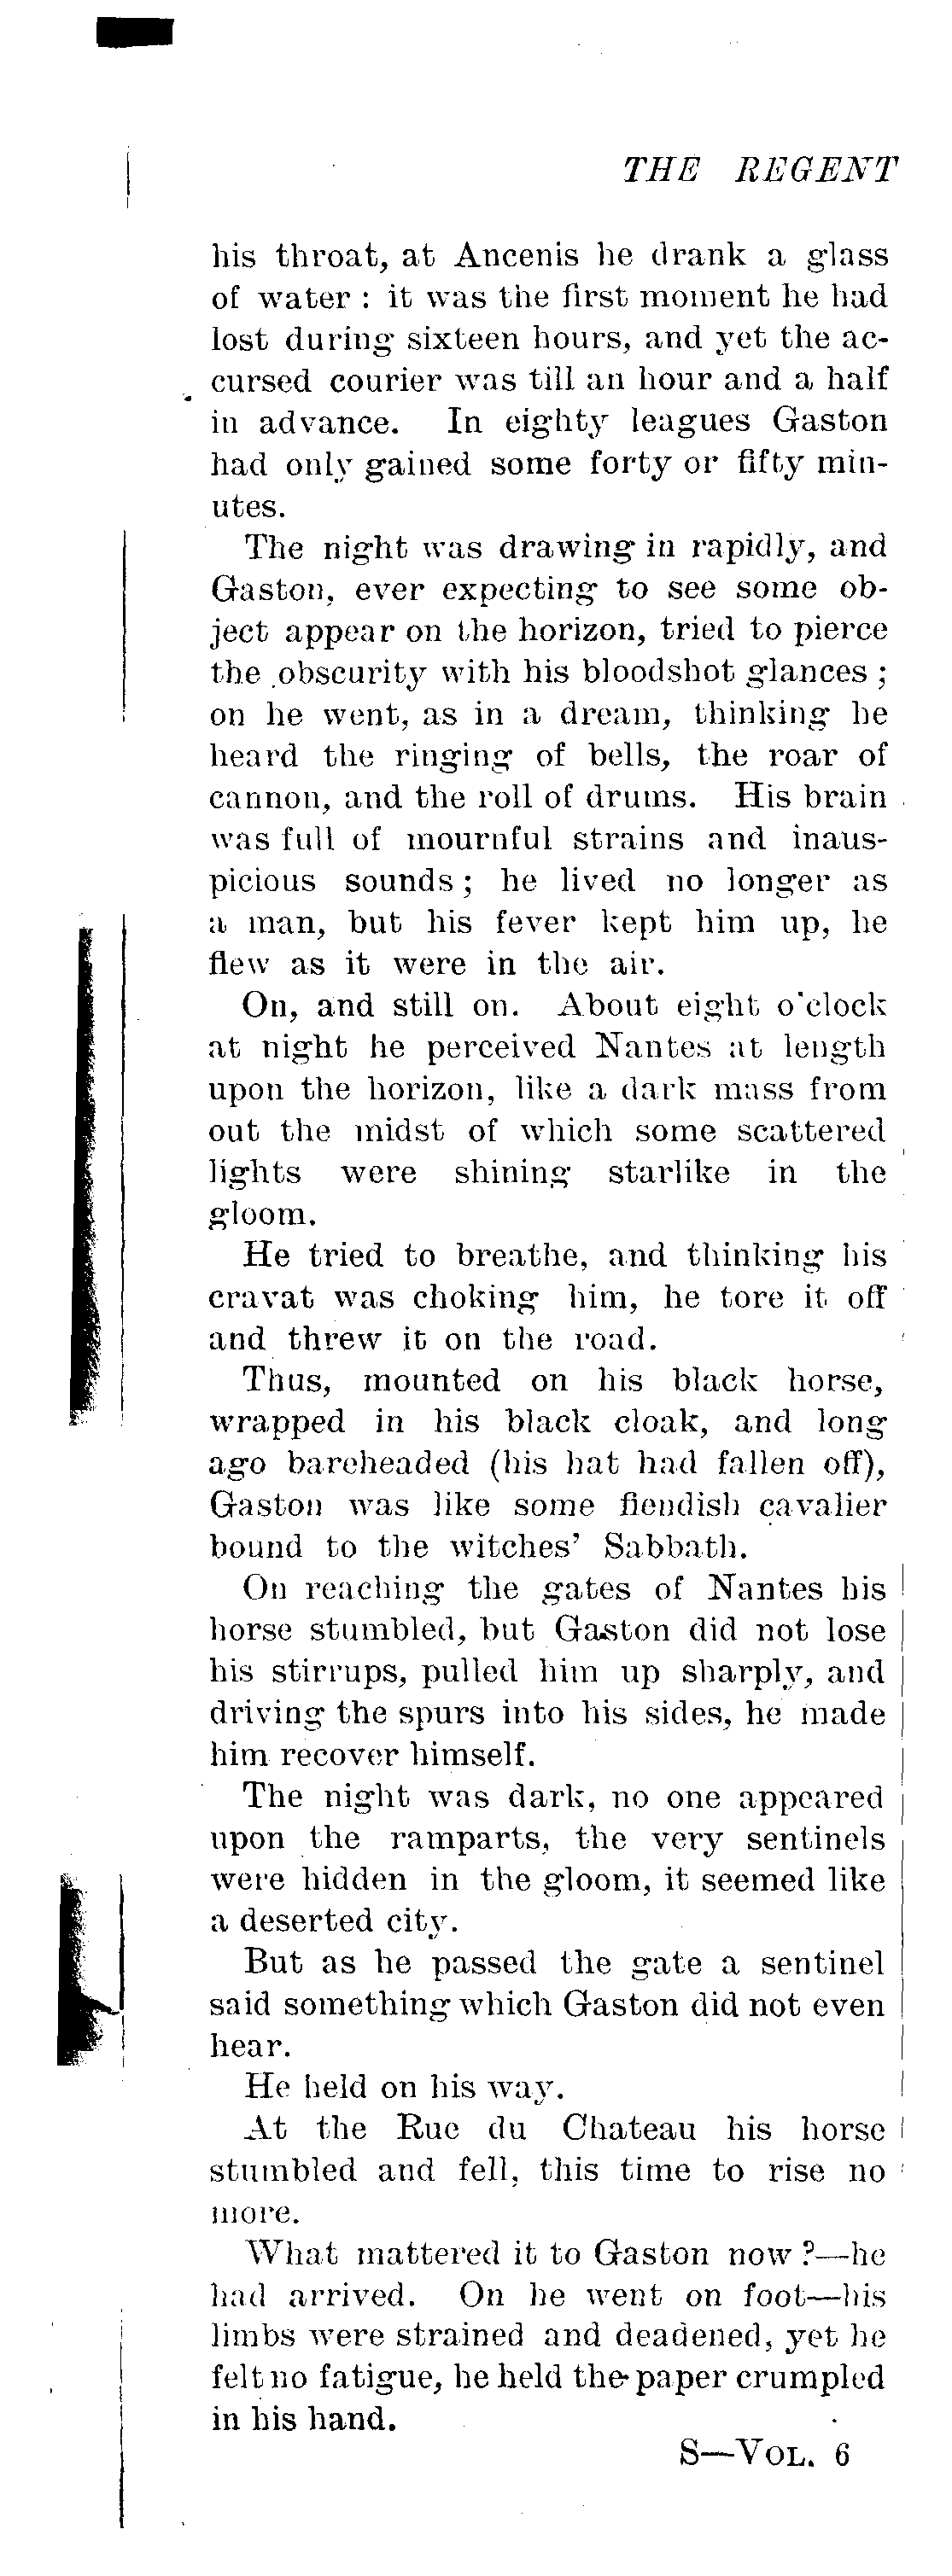 THE REGENT
his throat, at Ancenis he drank a glass
of water : it was the first moment he had
lost during sixteen hours, and yet the ac-
cursed courier was till an hour and a half
in advance. In eighty leagues Gaston
had only gained some forty or fifty min-
utes.
The night was drawing in rapidly, and
Gaston, ever expecting to see some ob-
ject appear on the horizon, tried to pierce
the obscurity with his bloodshot glances ;
on he went, as in a dream, thinking he
heard the ringing of bells, the roar of
cannon, and the roll of drums. His brain
was full of mournful strains and inaus-
picious sounds ; he lived no longer as
a man, but his fever kept him up, he
flew as it were in the air.
On, and still on. About eight o'clock
at night he perceived Nantes at length
upon the horizon, like a dark mass from
out the midst of which some scattered
lights were shining starlike in the
gloom.
He tried to breathe, and thinking his
cravat was choking him, he tore it off
and threw it on the road.
Thus, mounted on his black horse,
wrapped in his black cloak, and long
ago bareheaded (his hat had fallen off),
Gaston was like some fiendish cavalier
bound to the witches' Sabbath.
On reaching the gates of Nantes his
horse stumbled, but Gaston did not lose
his stirrups, pulled him up sharply, and
driving the spurs into his sides, he made
him recover himself.
The night was dark, no one appeared
upon the ramparts, the very sentinels
were hidden in the gloom, it seemed like
a deserted city.
But as he passed the gate a sentinel
said something which Gaston did not even
hear.
He held on his way.
At the Rue du Chateau his horse
stumbled and fell, this time to rise no
more.
What mattered it to Gaston now ?—he
had arrived. On he went on foot—his
limbs were strained and deadened, yet he
felt no fatigue, he held the paper crumpled
in his hand.
S—VOL. 6